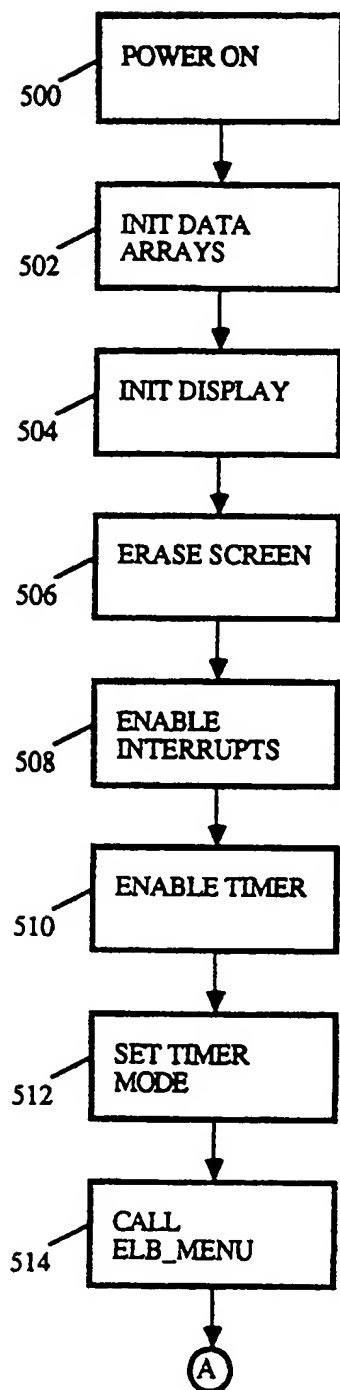 POWER ON
500
INIT DATA
ARRAYS
502
INIT DISPLAY
504
ERASE SCREEN
506
ENABLE
INTERRUPTS
508
ENABLE TIMER
510
SET TIMER
MODE
512
CALL
ELB_MENU
514
A